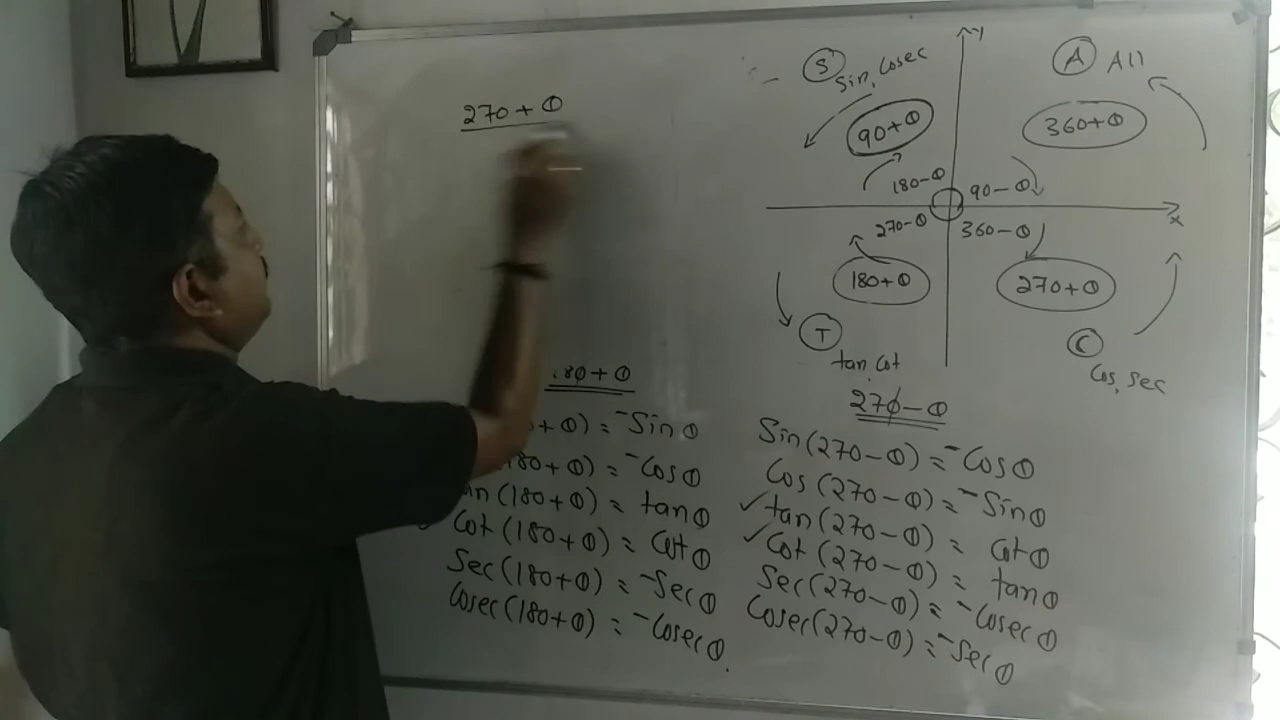 270+θ
Y
S
Sin, Cosec
90+θ
180-θ
A All
360+θ
90-θ
x
270-θ
180+θ
T
tan, Cot
360-θ
270+θ
C
Cos, Sec
180+θ
+θ) = -Sinθ
180+θ) = -Cosθ
an(180+θ) = tanθ
Cot(180+θ) = Cotθ
Sec(180+θ) = -Secθ
Cosec(180+θ) = -Cosecθ.
270-θ
Sin(270-θ) = -Cosθ
Cos(270-θ) = -Sinθ
✓tan(270-θ) = Cotθ
✓Cot(270-θ) = tanθ
Sec(270-θ) = -Cosecθ
Cosec(270-θ) = -Secθ